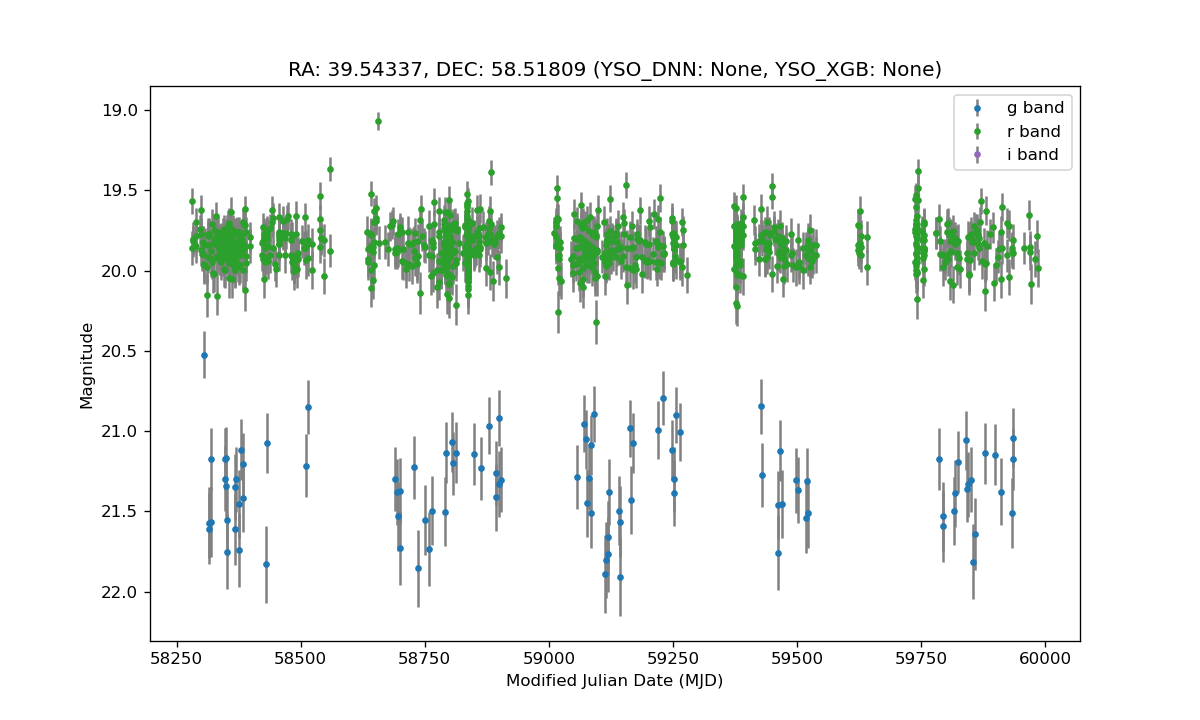 RA: 39.54337, DEC: 58.51809 (YSO_DNN: None, YSO_XGB: None)
g band
r band
i band
19.0
19.5
20.0
20.5
21.0
21.5
22.0
Magnitude
58250 58500 58750 59000 59250 59500 59750 60000
Modified Julian Date (MJD)